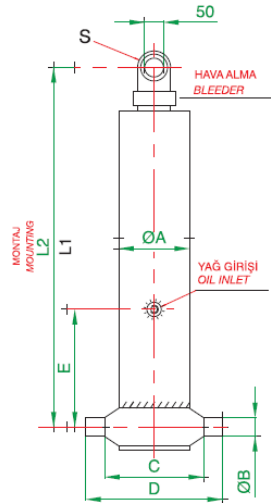 50
S
HAVA ALMA
BLEEDER
MONTAJ
MOUNTING
L2
L1
ØA
YAĞ GİRİŞİ
OIL INLET
E
C
D
ØB